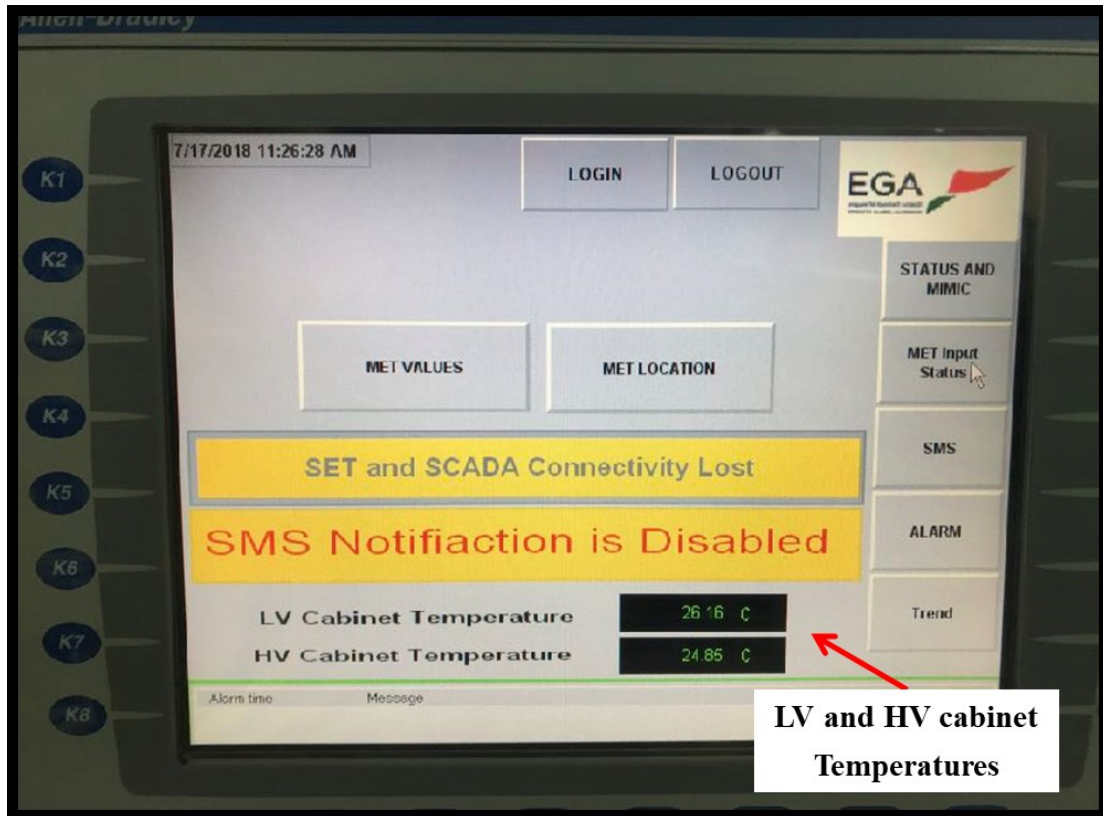 Allen-Bradley
7/17/2018 11:26:28 AM
LOGIN
LOGOUT
EGA
K1
K2
STATUS AND
MIMIC
K3
MET VALUES
MET LOCATION
MET Input
Status
K4
SET and SCADA Connectivity Lost
SMS
K5
SMS Notifiaction is Disabled
ALARM
K6
LV Cabinet Temperature
26.16 C
Trend
K7
HV Cabinet Temperature
24.85 C
Alarm time
Message
K8
LV and HV cabinet
Temperatures